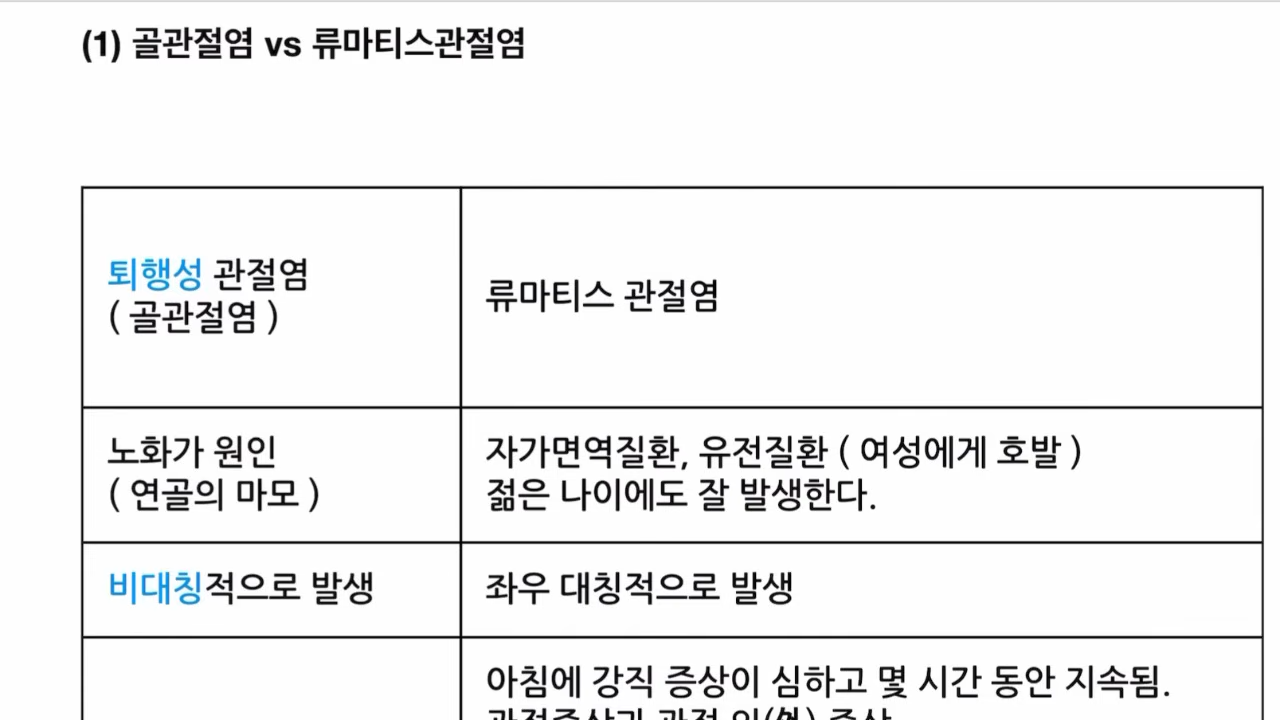 (1) 골관절염 vs 류마티스관절염
퇴행성 관절염
( 골관절염 )
류마티스 관절염
노화가 원인
( 연골의 마모 )
자가면역질환, 유전질환 ( 여성에게 호발 )
젊은 나이에도 잘 발생한다.
비대칭적으로 발생
좌우 대칭적으로 발생
아침에 강직 증상이 심하고 몇 시간 동안 지속됨.